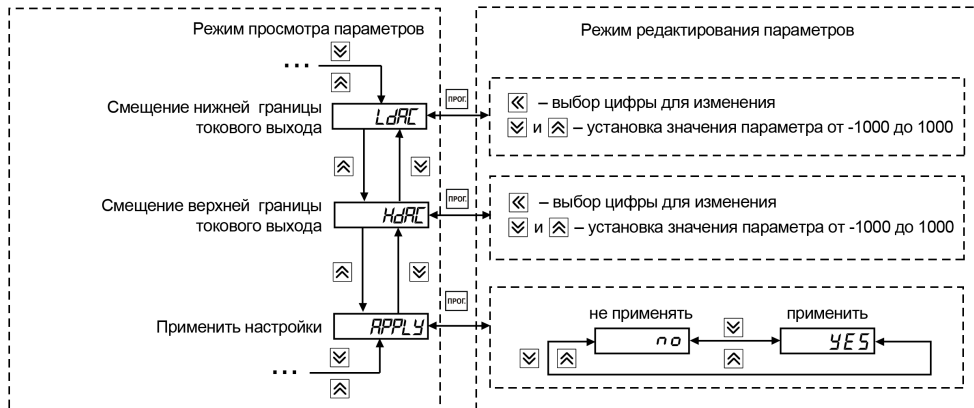 Режим просмотра параметров
Режим редактирования параметров
...
Смещение нижней границы
токового выхода
LdAC
ПРОГ.
– выбор цифры для изменения
и – установка значения параметра от -1000 до 1000
Смещение верхней границы
токового выхода
HdAC
ПРОГ.
– выбор цифры для изменения
и – установка значения параметра от -1000 до 1000
ПРОГ.
Применить настройки
APPLY
не применять
применить
no
YES
...